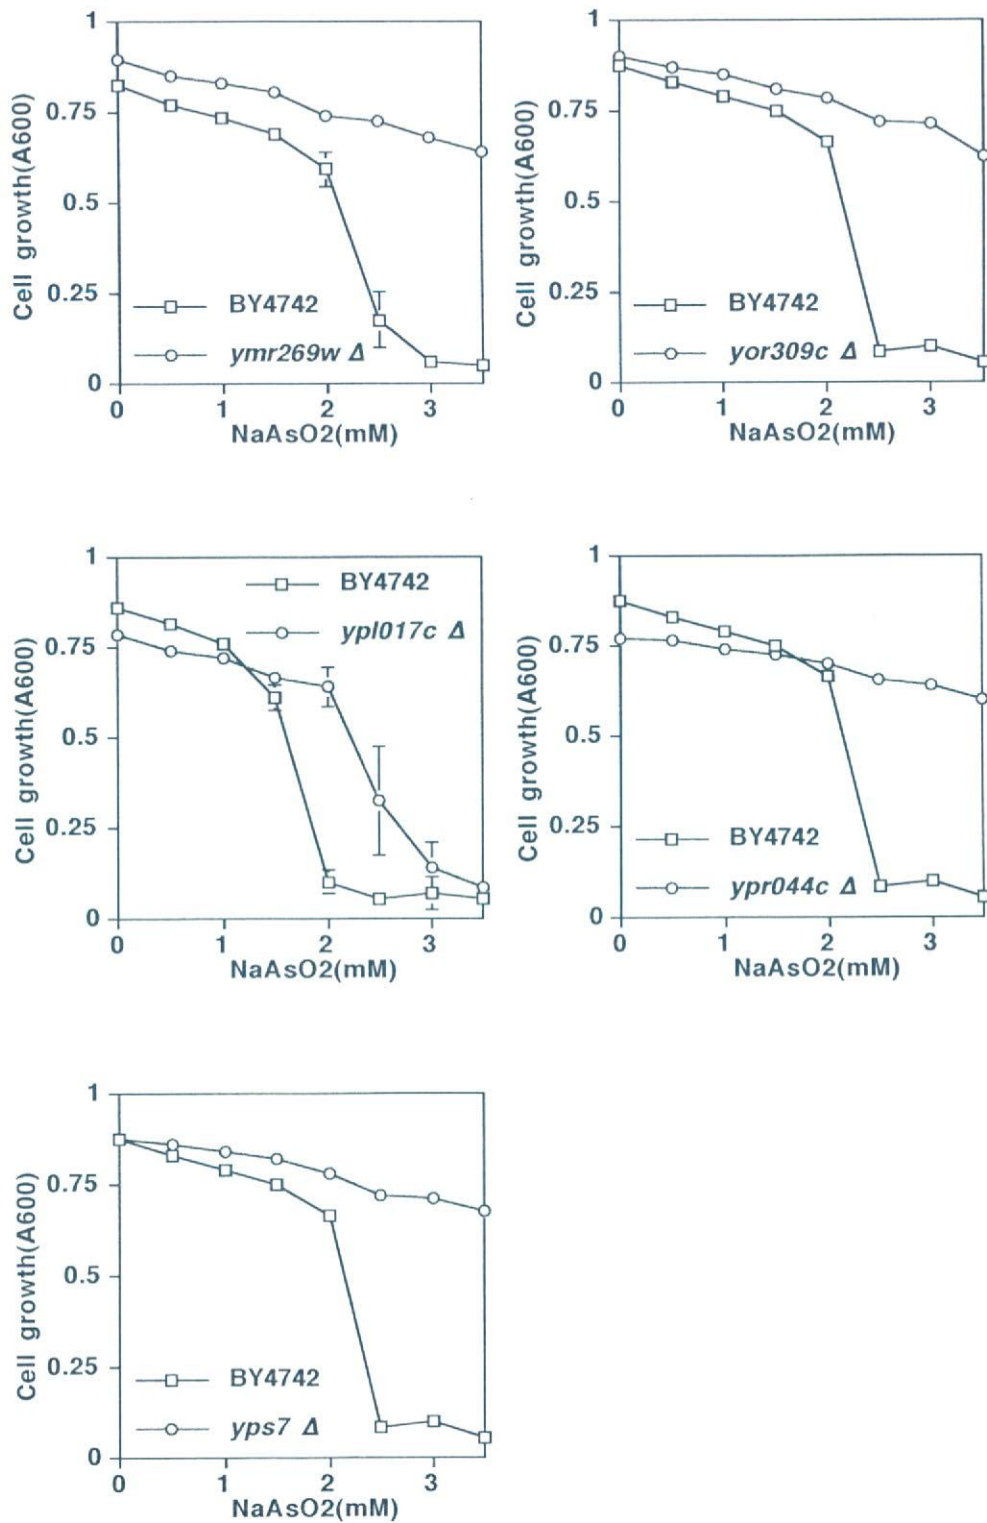 1
0.75
0.5
0.25
0
Cell growth(A600)
BY4742
ymr269w Δ
0 1 2 3
NaAsO2(mM)
1
0.75
0.5
0.25
0
Cell growth(A600)
BY4742
yor309c Δ
0 1 2 3
NaAsO2(mM)
1
0.75
0.5
0.25
0
Cell growth(A600)
BY4742
ypl017c Δ
0 1 2 3
NaAsO2(mM)
1
0.75
0.5
0.25
0
Cell growth(A600)
BY4742
ypr044c Δ
0 1 2 3
NaAsO2(mM)
1
0.75
0.5
0.25
0
Cell growth(A600)
BY4742
yps7 Δ
0 1 2 3
NaAsO2(mM)